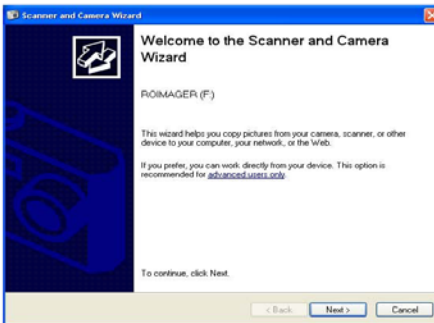 Scanner and Camera Wizard
Welcome to the Scanner and Camera
Wizard
ROIMAGER (F:)
This wizard helps you copy pictures from your camera, scanner, or other
device to your computer, your network, or the Web.
If you prefer, you can work directly from your device. This option is
recommended for advanced users only.
To continue, click Next.
< Back Next > Cancel